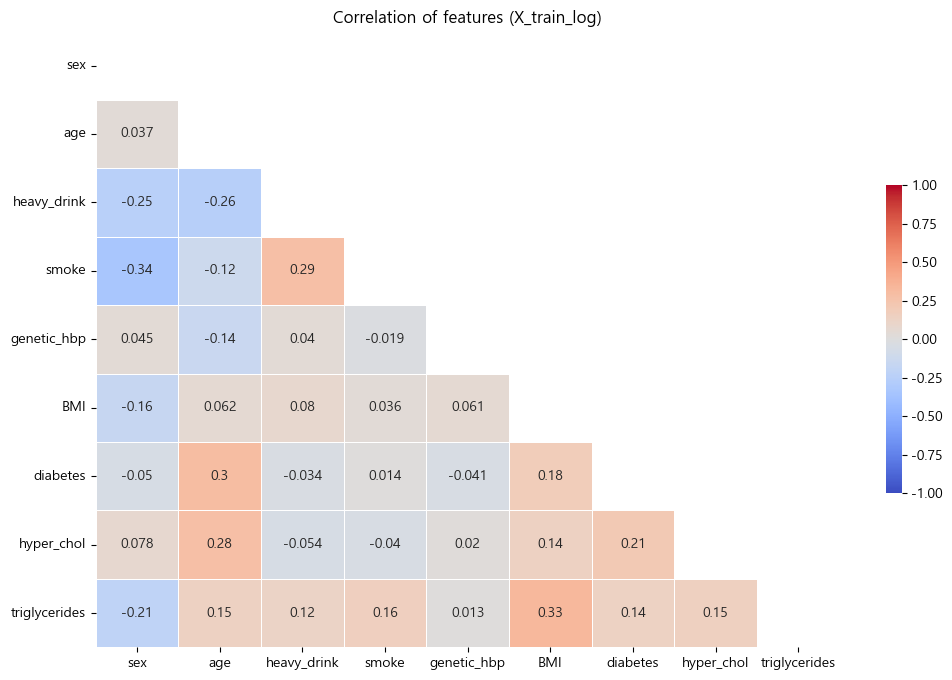 Correlation of features (X_train_log)
sex
age 0.037
heavy_drink -0.25 -0.26
smoke -0.34 -0.12 0.29
genetic_hbp 0.045 -0.14 0.04 -0.019
BMI -0.16 0.062 0.08 0.036 0.061
diabetes -0.05 0.3 -0.034 0.014 -0.041 0.18
hyper_chol 0.078 0.28 -0.054 -0.04 0.02 0.14 0.21
triglycerides -0.21 0.15 0.12 0.16 0.013 0.33 0.14 0.15
sex age heavy_drink smoke genetic_hbp BMI diabetes hyper_chol triglycerides
1.00
0.75
0.50
0.25
0.00
-0.25
-0.50
-0.75
-1.00